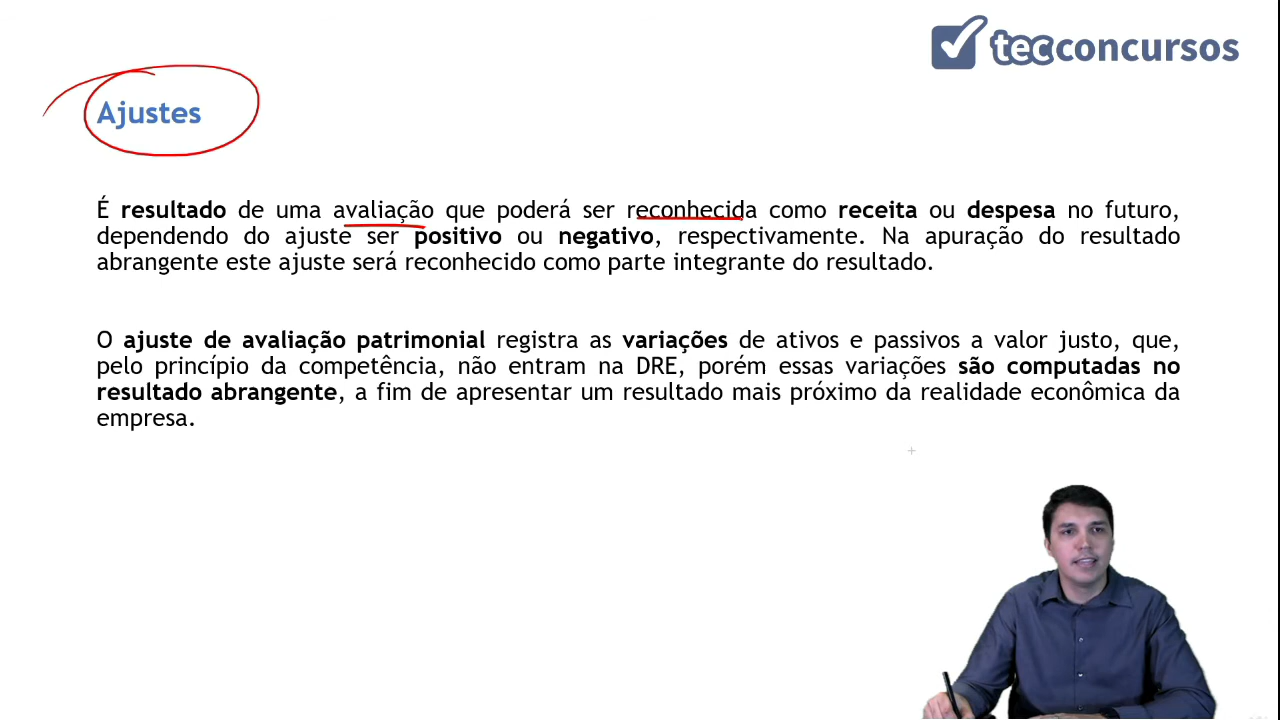 tecconcursos
Ajustes
É resultado de uma avaliação que poderá ser reconhecida como receita ou despesa no futuro,
dependendo do ajuste ser positivo ou negativo, respectivamente. Na apuração do resultado
abrangente este ajuste será reconhecido como parte integrante do resultado.
O ajuste de avaliação patrimonial registra as variações de ativos e passivos a valor justo, que,
pelo princípio da competência, não entram na DRE, porém essas variações são computadas no
resultado abrangente, a fim de apresentar um resultado mais próximo da realidade econômica da
empresa.